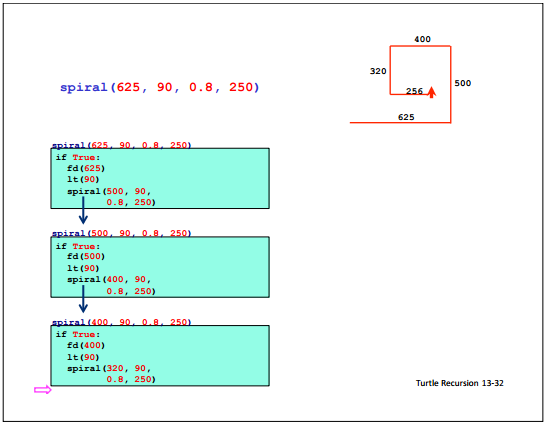 400
320
500
256
625
spiral(625, 90, 0.8, 250)
spiral(625, 90, 0.8, 250)
if True:
fd(625)
lt(90)
spiral(500, 90,
0.8, 250)
spiral(500, 90, 0.8, 250)
if True:
fd(500)
lt(90)
spiral(400, 90,
0.8, 250)
spiral(400, 90, 0.8, 250)
if True:
fd(400)
lt(90)
spiral(320, 90,
0.8, 250)
Turtle Recursion 13-32